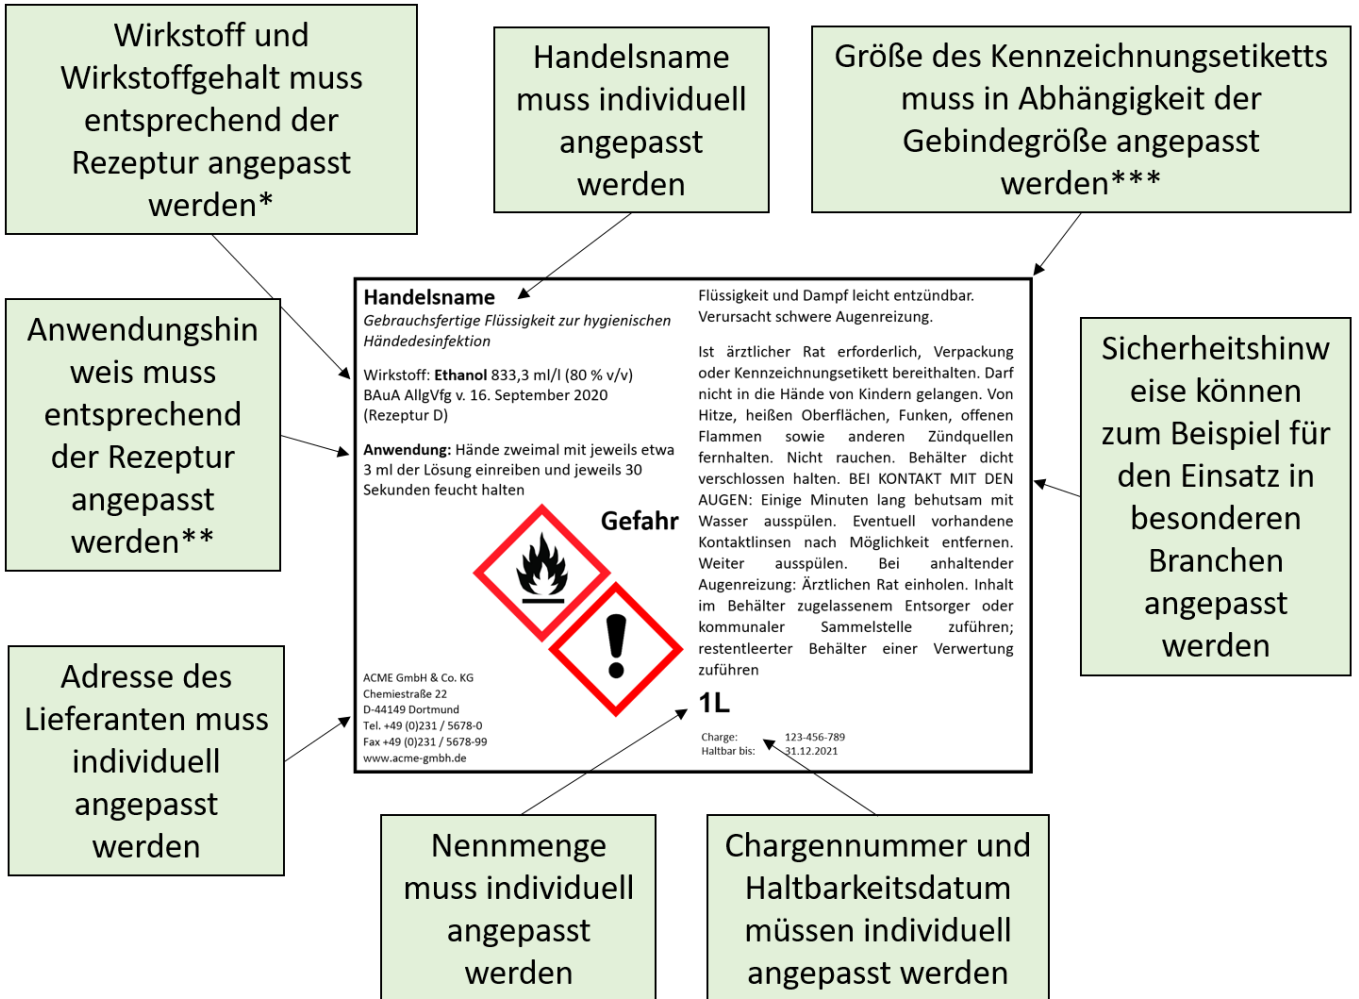 Wirkstoff und
Wirkstoffgehalt muss
entsprechend der
Rezeptur angepasst
werden*
Handelsname
muss individuell
angepasst
werden
Größe des Kennzeichnungsetiketts
muss in Abhängigkeit der
Gebindegröße angepasst
werden***
Anwendungshin
weis muss
entsprechend
der Rezeptur
angepasst
werden**
Adresse des
Lieferanten muss
individuell
angepasst
werden
Handelsname
Gebrauchsfertige Flüssigkeit zur hygienischen
Händedesinfektion
Wirkstoff: Ethanol 833,3 ml/l (80 % v/v)
BAuA AllgVfg v. 16. September 2020
(Rezeptur D)
Anwendung: Hände zweimal mit jeweils etwa
3 ml der Lösung einreiben und jeweils 30
Sekunden feucht halten
Gefahr
ACME GmbH & Co. KG
Chemiestraße 22
D-44149 Dortmund
Tel. +49 (0)231 / 5678-0
Fax +49 (0)231 / 5678-99
www.acme-gmbh.de
Flüssigkeit und Dampf leicht entzündbar.
Verursacht schwere Augenreizung.
Ist ärztlicher Rat erforderlich, Verpackung
oder Kennzeichnungsetikett bereithalten. Darf
nicht in die Hände von Kindern gelangen. Von
Hitze, heißen Oberflächen, Funken, offenen
Flammen sowie anderen Zündquellen
fernhalten. Nicht rauchen. Behälter dicht
verschlossen halten. BEI KONTAKT MIT DEN
AUGEN: Einige Minuten lang behutsam mit
Wasser ausspülen. Eventuell vorhandene
Kontaktlinsen nach Möglichkeit entfernen.
Weiter ausspülen. Bei anhaltender
Augenreizung: Ärztlichen Rat einholen. Inhalt
im Behälter zugelassenem Entsorger oder
kommunaler Sammelstelle zuführen;
restentleerter Behälter einer Verwertung
zuführen
1L
Charge: 123-456-789
Haltbar bis: 31.12.2021
Sicherheitshinw
eise können
zum Beispiel für
den Einsatz in
besonderen
Branchen
angepasst
werden
Nennmenge
muss individuell
angepasst
werden
Chargennummer und
Haltbarkeitsdatum
müssen individuell
angepasst werden